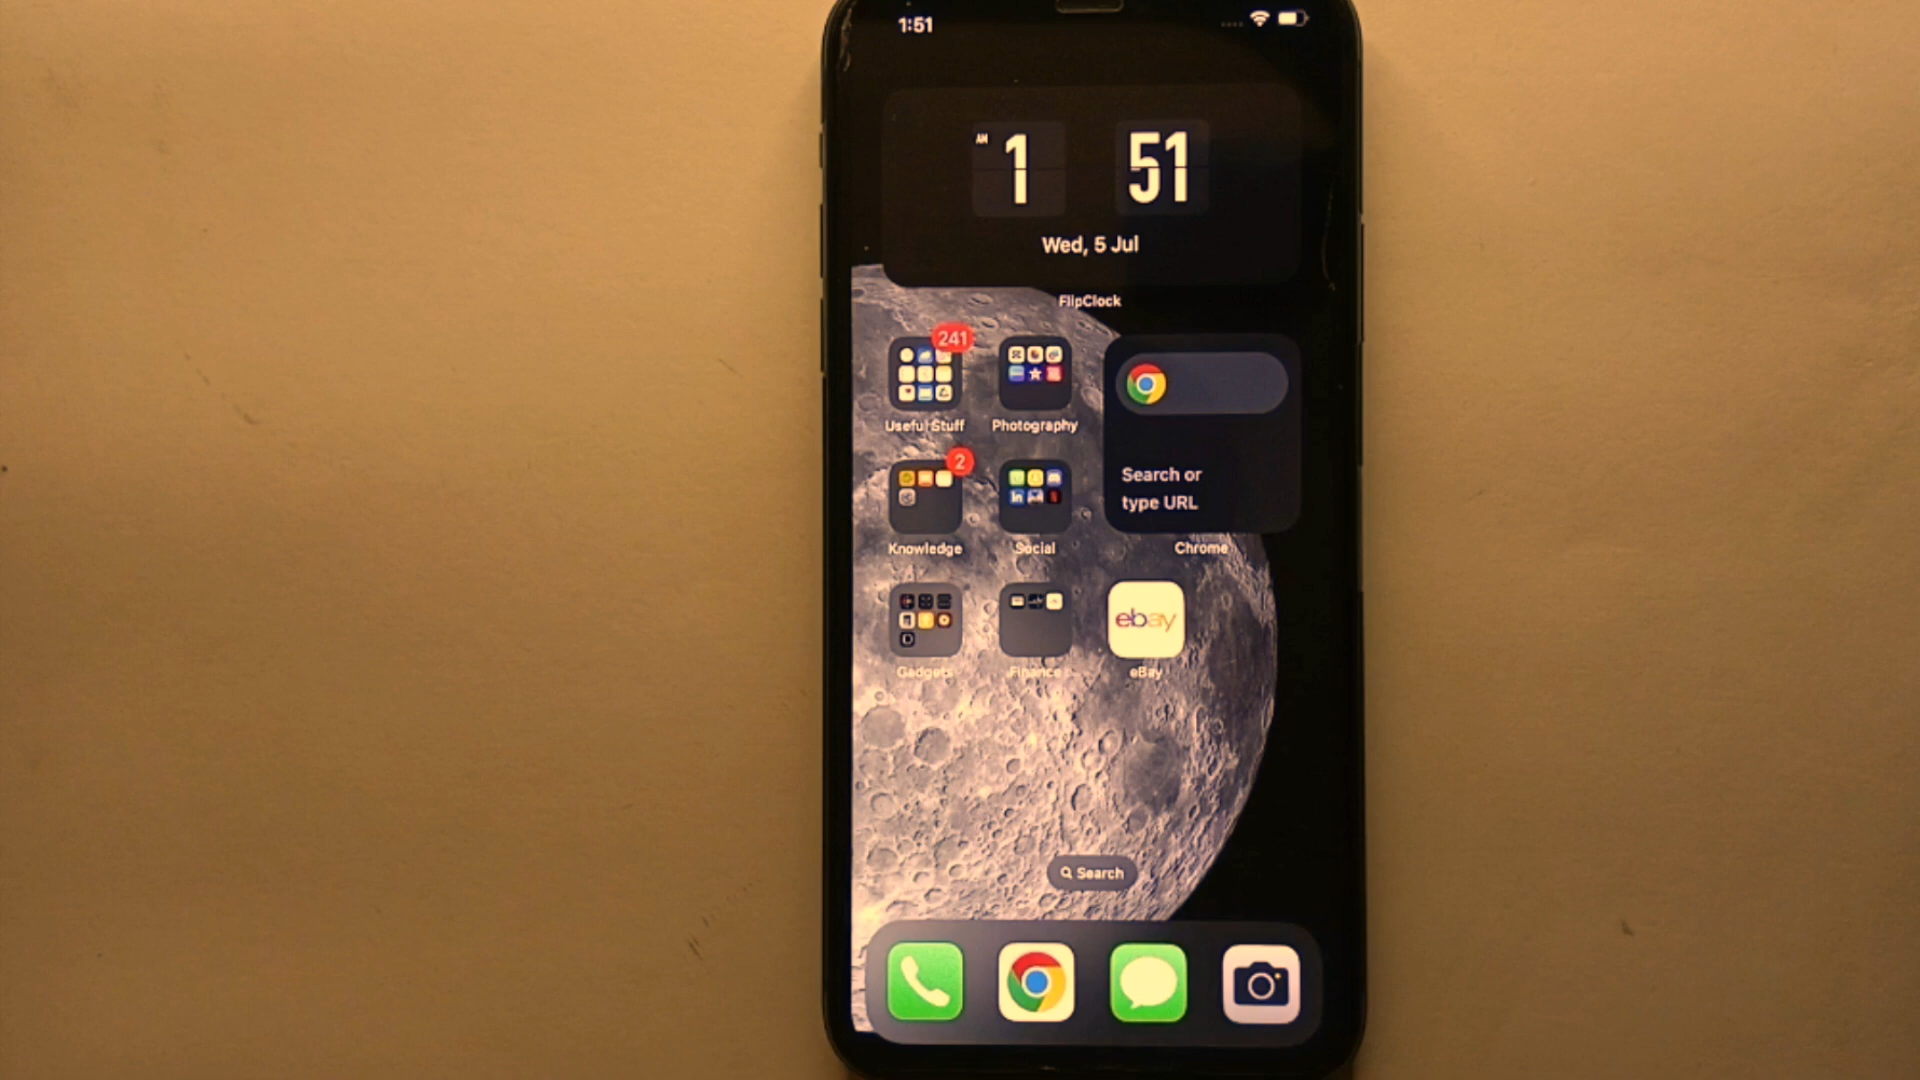 1:51
AM
1 51
Wed, 5 Jul
FlipClock
241
Useful Stuff
Photography
Search or
type URL
2
Knowledge
Social
Chrome
ebay
Gadgets
Finance
eBay
Search